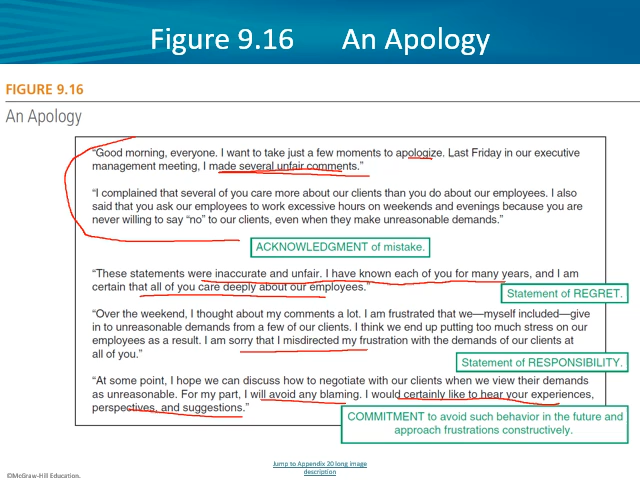 Figure 9.16 An Apology
FIGURE 9.16
An Apology
“Good morning, everyone. I want to take just a few moments to apologize. Last Friday in our executive
management meeting, I made several unfair comments.”
“I complained that several of you care more about our clients than you do about our employees. I also
said that you ask our employees to work excessive hours on weekends and evenings because you are
never willing to say “no” to our clients, even when they make unreasonable demands.”
ACKNOWLEDGMENT of mistake.
“These statements were inaccurate and unfair. I have known each of you for many years, and I am
certain that all of you care deeply about our employees.”
Statement of REGRET.
“Over the weekend, I thought about my comments a lot. I am frustrated that we—myself included—give
in to unreasonable demands from a few of our clients. I think we end up putting too much stress on our
employees as a result. I am sorry that I misdirected my frustration with the demands of our clients at
all of you.”
Statement of RESPONSIBILITY.
“At some point, I hope we can discuss how to negotiate with our clients when we view their demands
as unreasonable. For my part, I will avoid any blaming. I would certainly like to hear your experiences,
perspectives, and suggestions.”
COMMITMENT to avoid such behavior in the future and
approach frustrations constructively.
Jump to Appendix 20 long image
description
©McGraw-Hill Education.